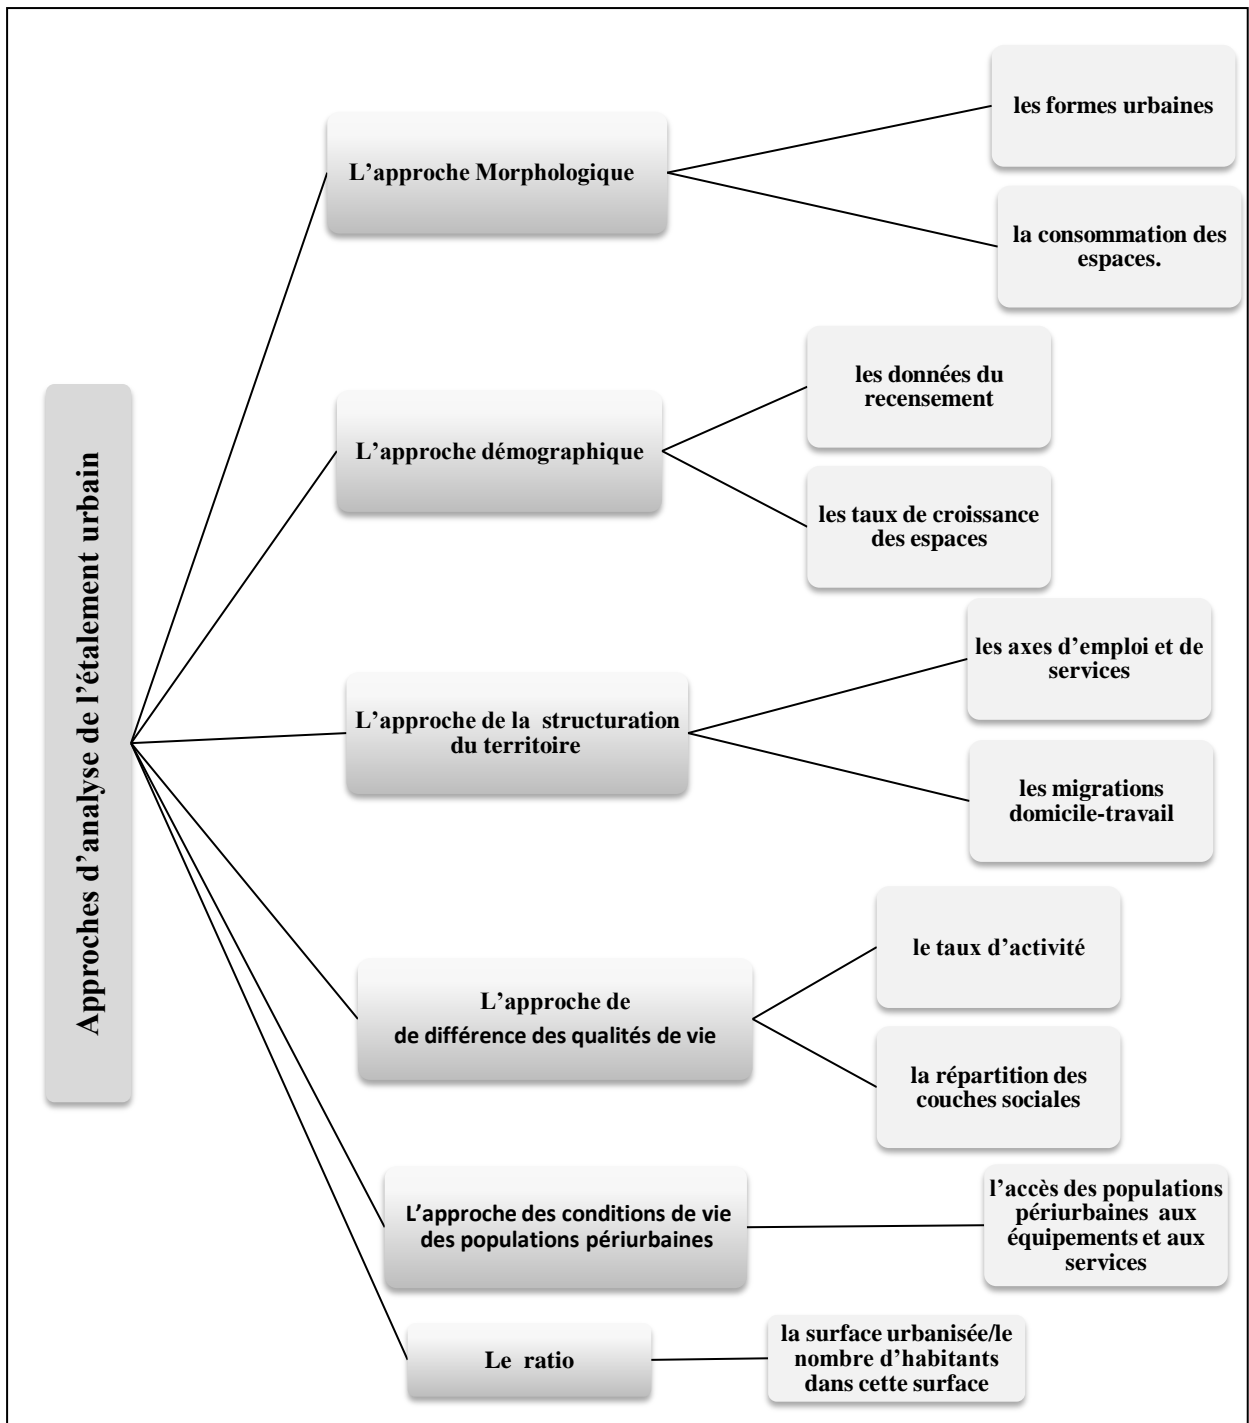 Approches d’analyse de l’étalement urbain
L’approche Morphologique
les formes urbaines
la consommation des
espaces.
L’approche démographique
les données du
recensement
les taux de croissance
des espaces
L’approche de la structuration
du territoire
les axes d’emploi et de
services
les migrations
domicile-travail
L’approche de
de différence des qualités de vie
le taux d’activité
la répartition des
couches sociales
L’approche des conditions de vie
des populations périurbaines
l’accès des populations
périurbaines aux
équipements et aux
services
Le ratio
la surface urbanisée/le
nombre d’habitants
dans cette surface